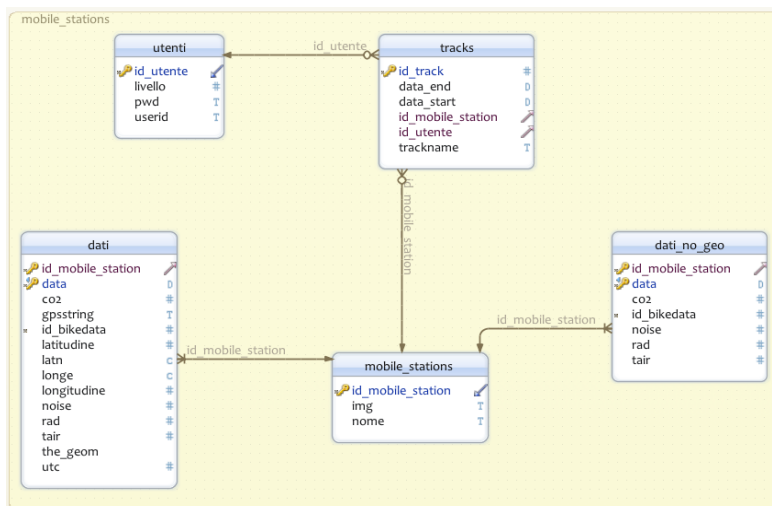 mobile_stations
utenti
id_utente
livello #
pwd T
userid T
id_utente
tracks
id_track #
data_end D
data_start D
id_mobile_station
id_utente
trackname T
id_mobile_station
dati
id_mobile_station
data D
co2 #
gpsstring T
id_bikedata #
latitudine #
latn c
longe c
longitudine #
noise #
rad #
tair #
the_geom
utc #
id_mobile_station
mobile_stations
id_mobile_station
img T
nome T
id_mobile_station
dati_no_geo
id_mobile_station
data D
co2 #
id_bikedata #
noise #
rad #
tair #